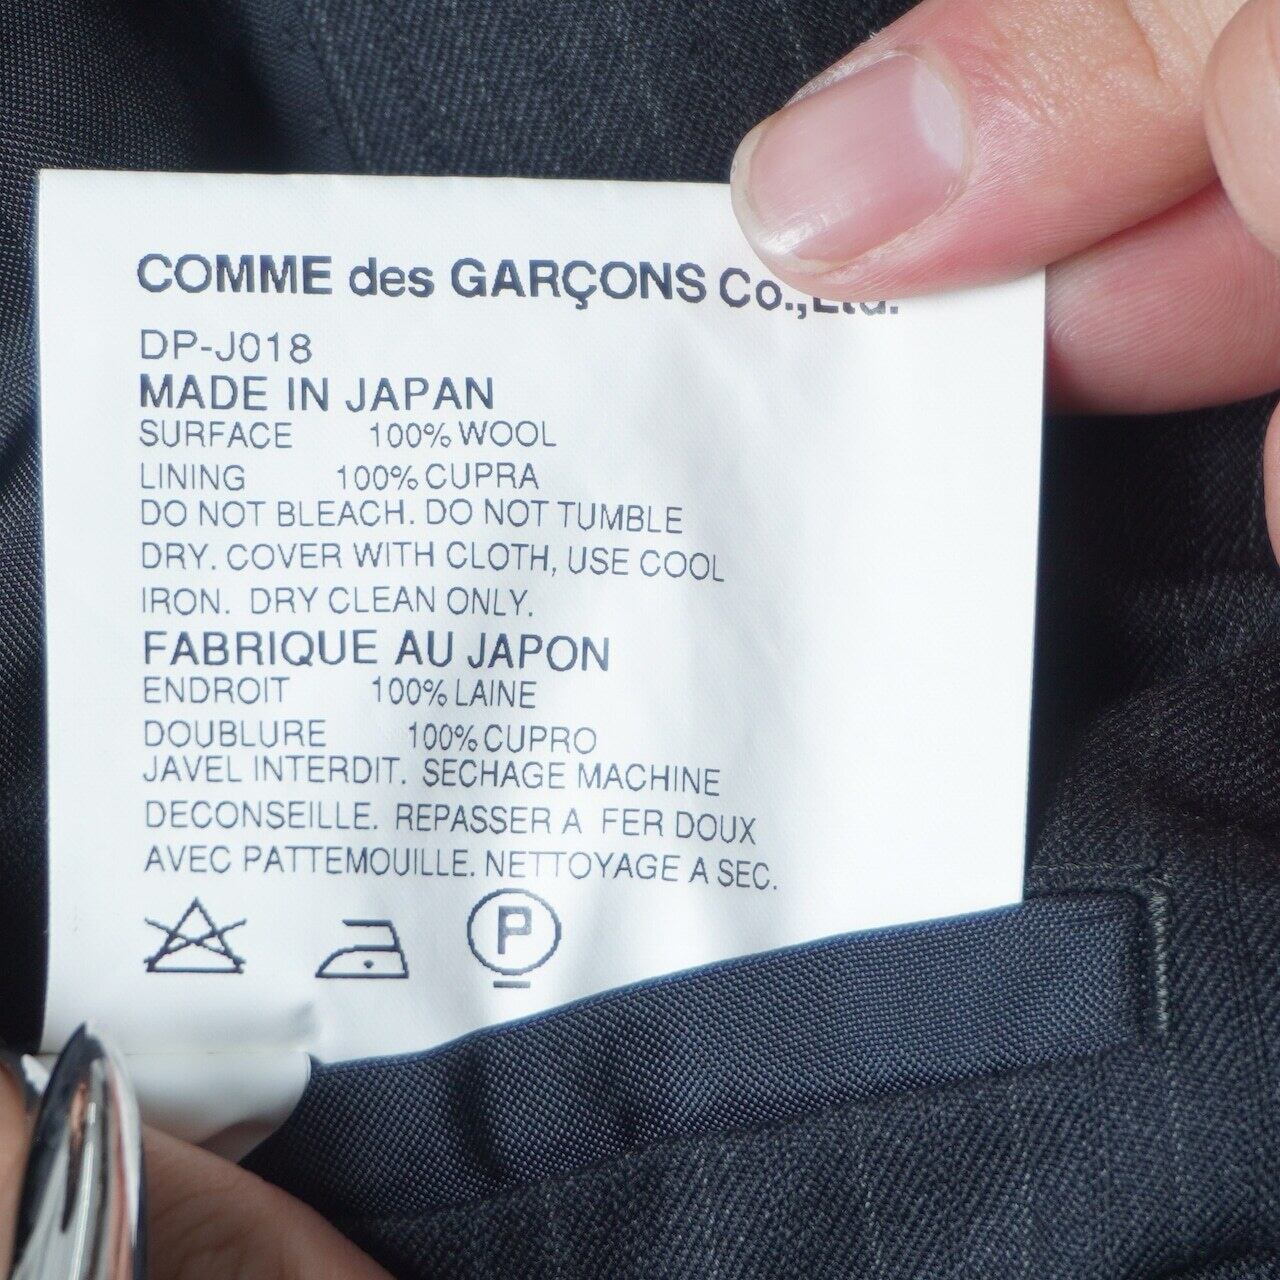 COMME des GARÇONS Co.,Ltd.
DP-J018
MADE IN JAPAN
SURFACE 100% WOOL
LINING 100% CUPRA
DO NOT BLEACH. DO NOT TUMBLE
DRY. COVER WITH CLOTH, USE COOL
IRON. DRY CLEAN ONLY.
FABRIQUE AU JAPON
ENDROIT 100% LAINE
DOUBLURE 100% CUPRO
JAVEL INTERDIT. SECHAGE MACHINE
DECONSEILLE. REPASSER A FER DOUX
AVEC PATTEMOUILLE. NETTOYAGE A SEC.
P